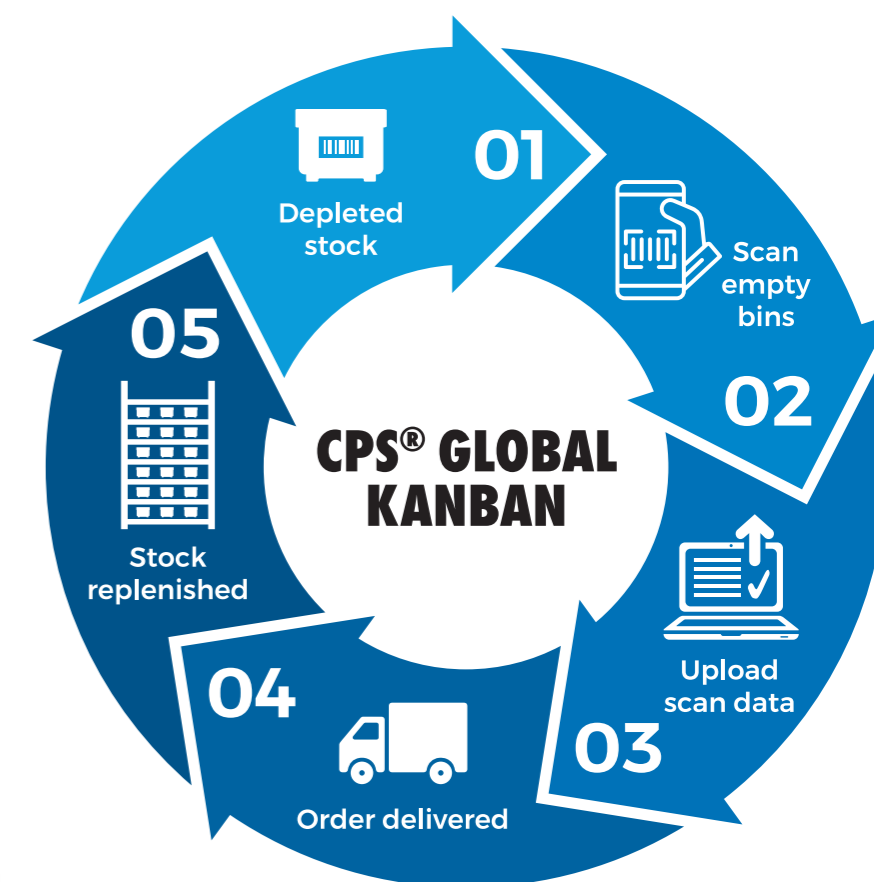 CPS® GLOBAL
KANBAN
01
Depleted
stock
02
Scan
empty
bins
03
Upload
scan data
04
Order delivered
05
Stock
replenished